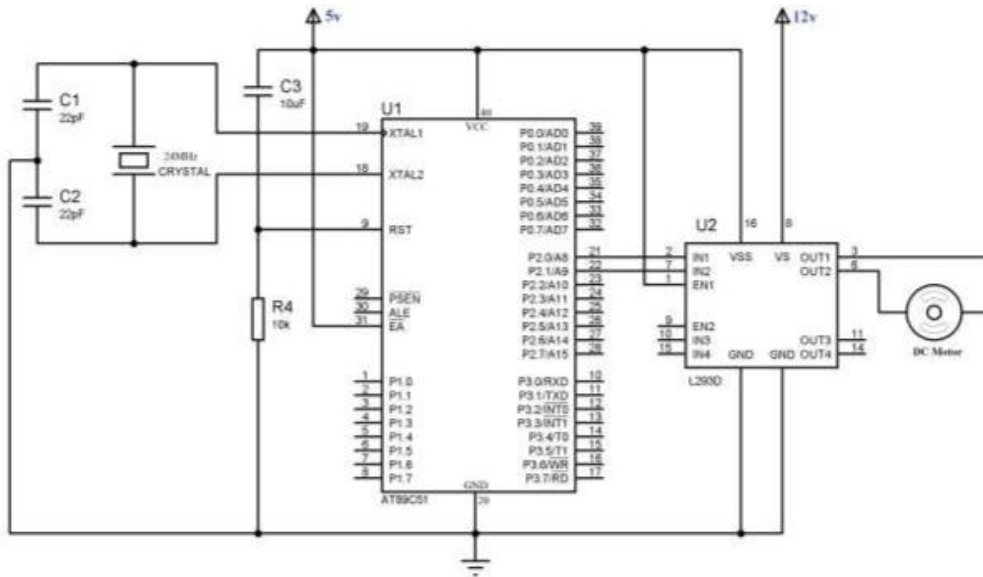 5v
12v
C1
22pF
C2
22pF
24MHz
CRYSTAL
C3
10uF
R4
10k
U1
40
VCC
19 XTAL1
18 XTAL2
9 RST
29 PSEN
30 ALE
31 EA
1 P1.0
2 P1.1
3 P1.2
4 P1.3
5 P1.4
6 P1.5
7 P1.6
8 P1.7
P0.0/AD0 39
P0.1/AD1 38
P0.2/AD2 37
P0.3/AD3 36
P0.4/AD4 35
P0.5/AD5 34
P0.6/AD6 33
P0.7/AD7 32
P2.0/A8 21
P2.1/A9 22
P2.2/A10 23
P2.3/A11 24
P2.4/A12 25
P2.5/A13 26
P2.6/A14 27
P2.7/A15 28
P3.0/RXD 10
P3.1/TXD 11
P3.2/INT0 12
P3.3/INT1 13
P3.4/T0 14
P3.5/T1 15
P3.6/WR 16
P3.7/RD 17
GND
20
AT89C51
U2
16 8
VSS VS
2 IN1
7 IN2
1 EN1
9 EN2
10 IN3
15 IN4
OUT1 3
OUT2 6
OUT3 11
OUT4 14
GND GND
L293D
DC Motor